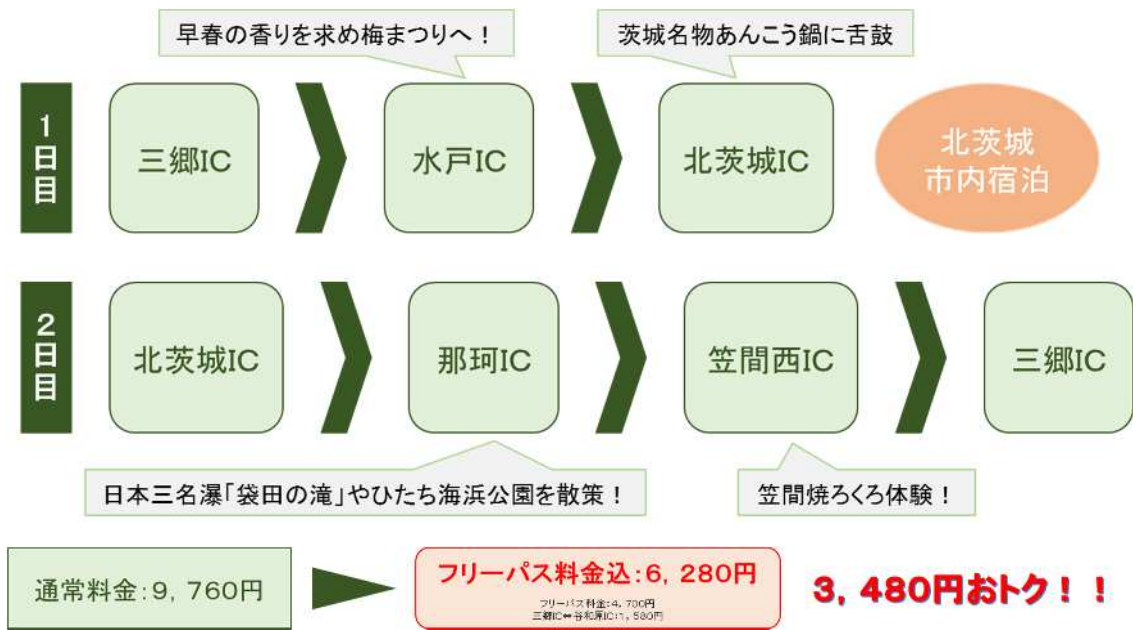 早春の香りを求め梅まつりへ！
茨城名物あんこう鍋に舌鼓
1日目
三郷IC
水戸IC
北茨城IC
北茨城
市内宿泊
2日目
北茨城IC
那珂IC
笠間西IC
三郷IC
日本三名瀑「袋田の滝」やひたち海浜公園を散策！
笠間焼ろくろ体験！
通常料金：9，760円
フリーパス料金込：6，280円
フリーパス料金：4，700円
三郷IC⇔谷和原IC：1，580円
3，480円おトク！！